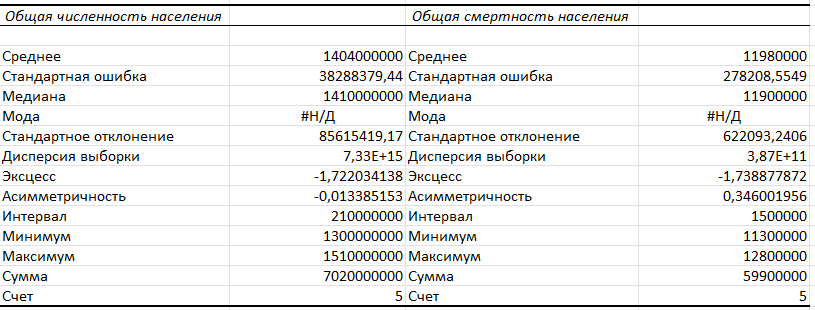 Общая численность населения Общая смертность населения
Среднее 1404000000 Среднее 11980000
Стандартная ошибка 38288379,44 Стандартная ошибка 278208,5549
Медиана 1410000000 Медиана 11900000
Мода #Н/Д Мода #Н/Д
Стандартное отклонение 85615419,17 Стандартное отклонение 622093,2406
Дисперсия выборки 7,33E+15 Дисперсия выборки 3,87E+11
Эксцесс -1,722034138 Эксцесс -1,738877872
Асимметричность -0,013385153 Асимметричность 0,346001956
Интервал 210000000 Интервал 1500000
Минимум 1300000000 Минимум 11300000
Максимум 1510000000 Максимум 12800000
Сумма 7020000000 Сумма 59900000
Счет 5 Счет 5